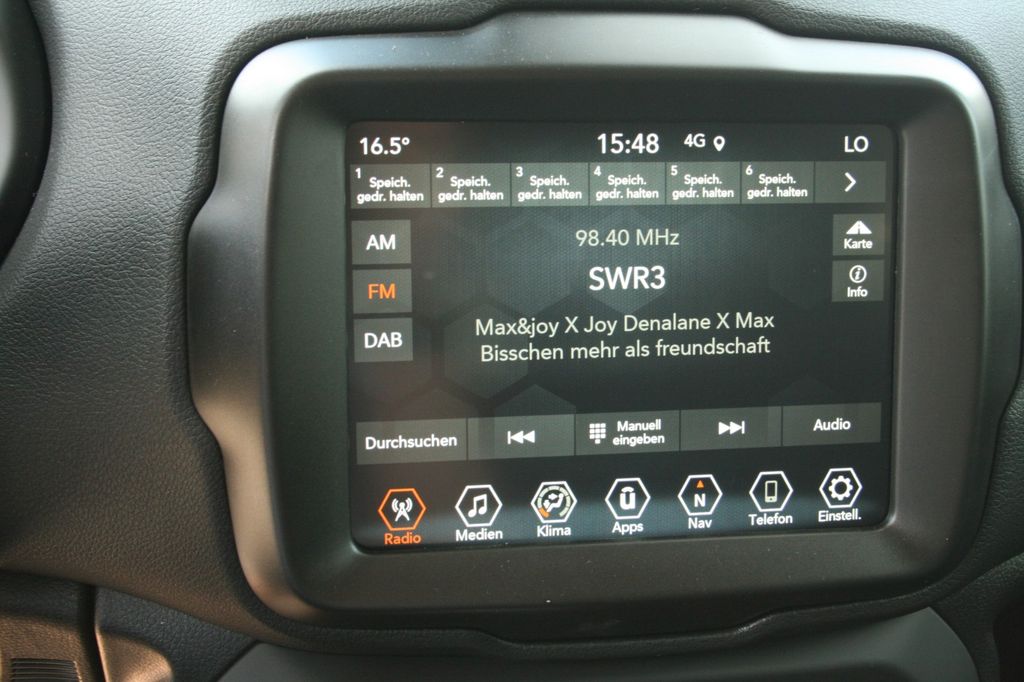 16.5° 15:48 4G LO
1 Speich. gedr. halten
2 Speich. gedr. halten
3 Speich. gedr. halten
4 Speich. gedr. halten
5 Speich. gedr. halten
6 Speich. gedr. halten
AM
FM
DAB
98.40 MHz
SWR3
Max&joy X Joy Denalane X Max
Bisschen mehr als freundschaft
Karte
Info
Durchsuchen
Manuell
eingeben
Audio
Radio
Medien
Klima
Apps
N
Nav
Telefon
Einstell.